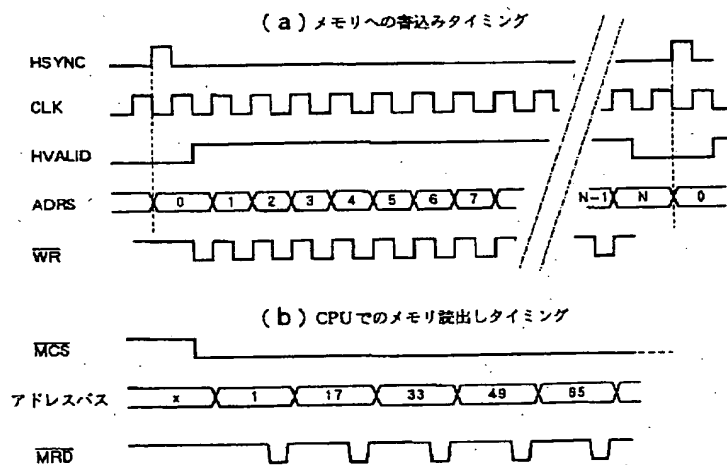 (a) メモリへの書込みタイミング
HSYNC
CLK
HVALID
ADRS 0 1 2 3 4 5 6 7 N-1 N 0
WR
(b) CPUでのメモリ読出しタイミング
MCS
アドレスバス x 1 17 33 49 65
MRD